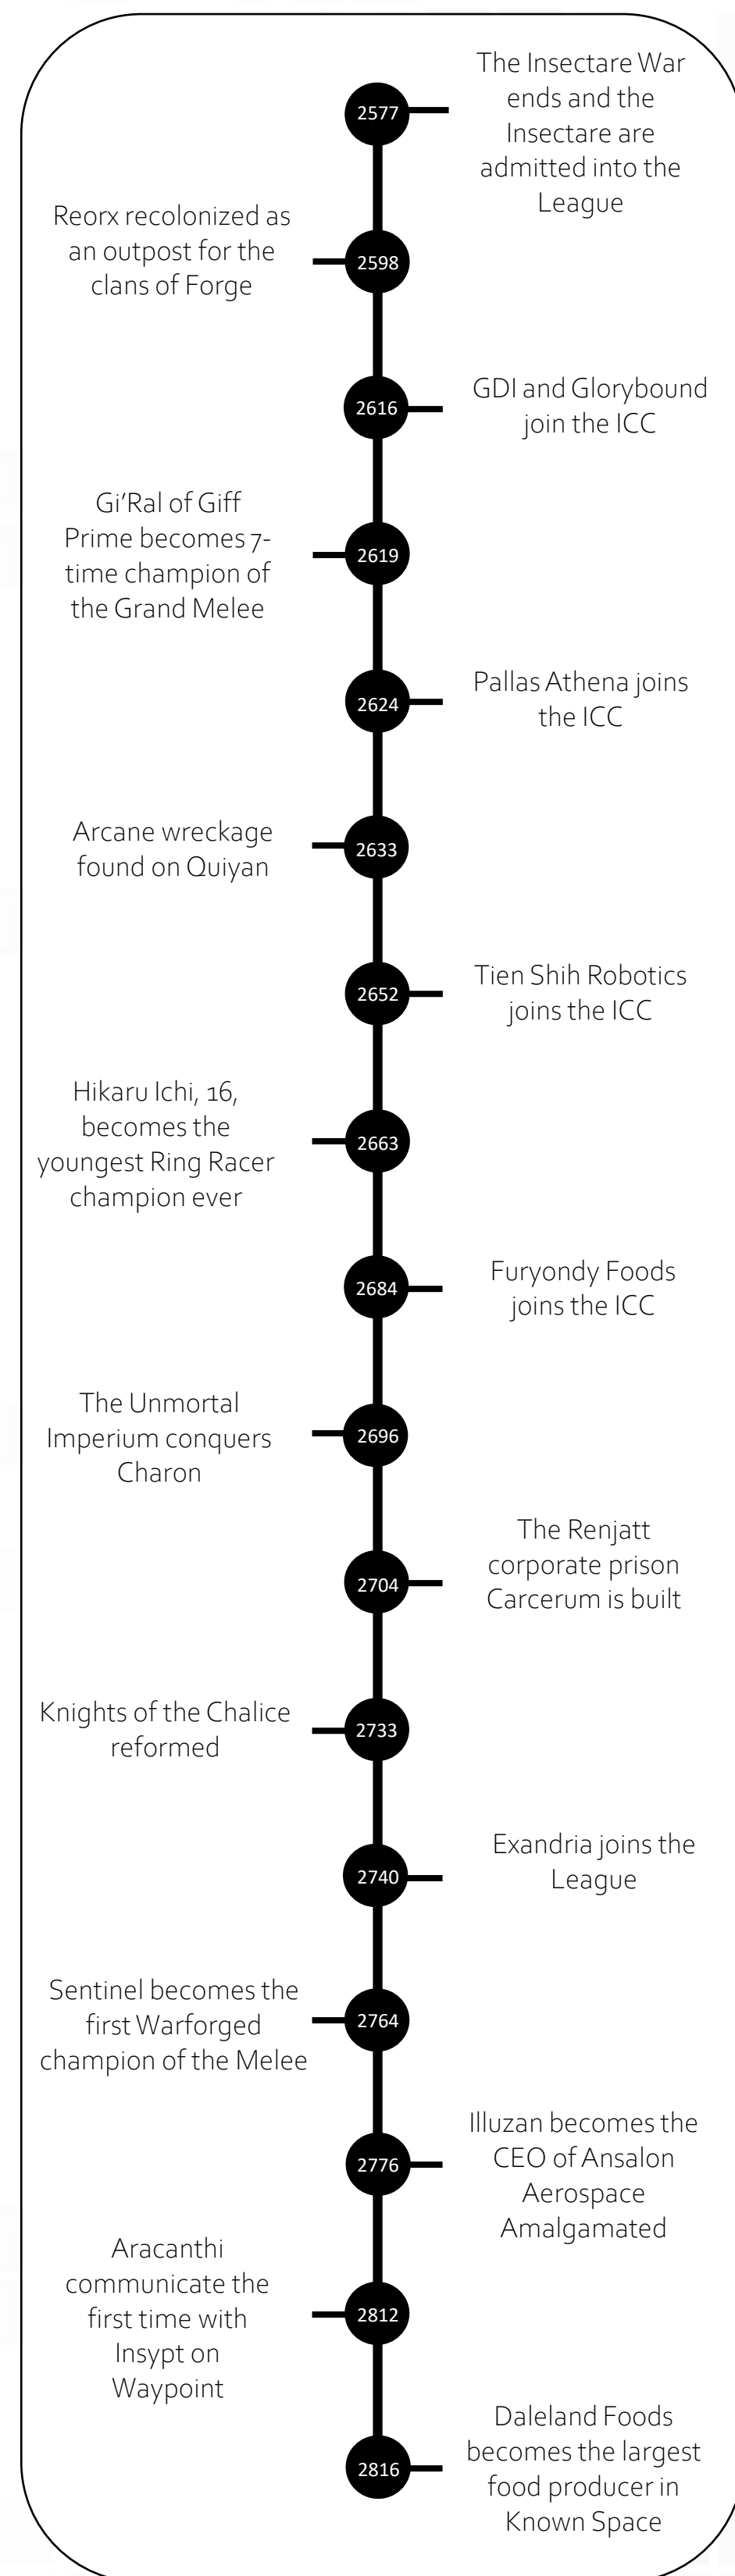 2577
The Insectare War
ends and the
Insectare are
admitted into the
League
Reorx recolonized as
an outpost for the
clans of Forge
2598
2616
GDI and Glorybound
join the ICC
Gi’Ral of Giff
Prime becomes 7-
time champion of
the Grand Melee
2619
2624
Pallas Athena joins
the ICC
Arcane wreckage
found on Quiyan
2633
2652
Tien Shih Robotics
joins the ICC
Hikaru Ichi, 16,
becomes the
youngest Ring Racer
champion ever
2663
2684
Furyondy Foods
joins the ICC
The Unmortal
Imperium conquers
Charon
2696
2704
The Renjatt
corporate prison
Carcerum is built
Knights of the Chalice
reformed
2733
2740
Exandria joins the
League
Sentinel becomes the
first Warforged
champion of the Melee
2764
2776
Illuzan becomes the
CEO of Ansalon
Aerospace
Amalgamated
Aracanthi
communicate the
first time with
Insypt on
Waypoint
2812
2816
Daleland Foods
becomes the largest
food producer in
Known Space